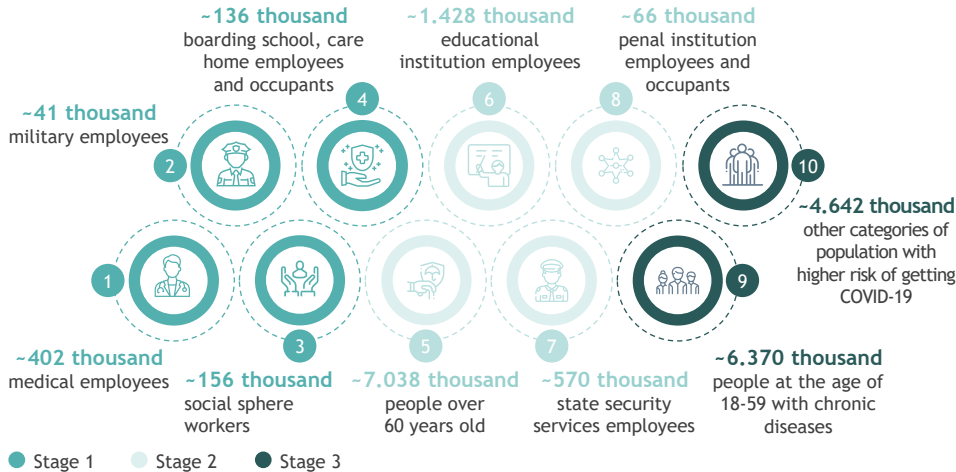 ~136 thousand
boarding school, care
home employees
and occupants
~1.428 thousand
educational
institution employees
~66 thousand
penal institution
employees and
occupants
~41 thousand
military employees
4
6
8
2
10
~4.642 thousand
other categories of
population with
higher risk of getting
COVID-19
1
9
3
5
7
~402 thousand
medical employees
~156 thousand
social sphere
workers
~7.038 thousand
people over
60 years old
~570 thousand
state security
services employees
~6.370 thousand
people at the age of
18-59 with chronic
diseases
Stage 1
Stage 2
Stage 3